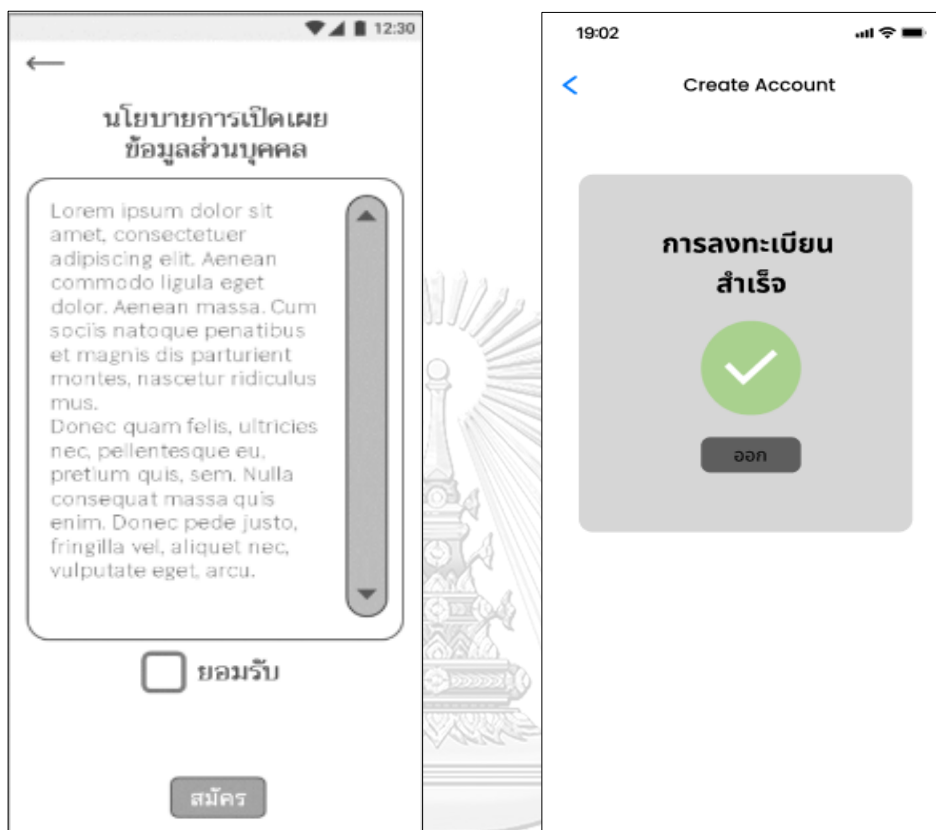 12:30
นโยบายการเปิดเผย
ข้อมูลส่วนบุคคล
Lorem ipsum dolor sit
amet, consectetuer
adipiscing elit. Aenean
commodo ligula eget
dolor. Aenean massa. Cum
sociis natoque penatibus
et magnis dis parturient
montes, nascetur ridiculus
mus.
Donec quam felis, ultricies
nec, pellentesque eu,
pretium quis, sem. Nulla
consequat massa quis
enim. Donec pede justo,
fringilla vel, aliquet nec,
vulputate eget, arcu.
ยอมรับ
สมัคร
19:02
Create Account
การลงทะเบียน
สำเร็จ
ออก